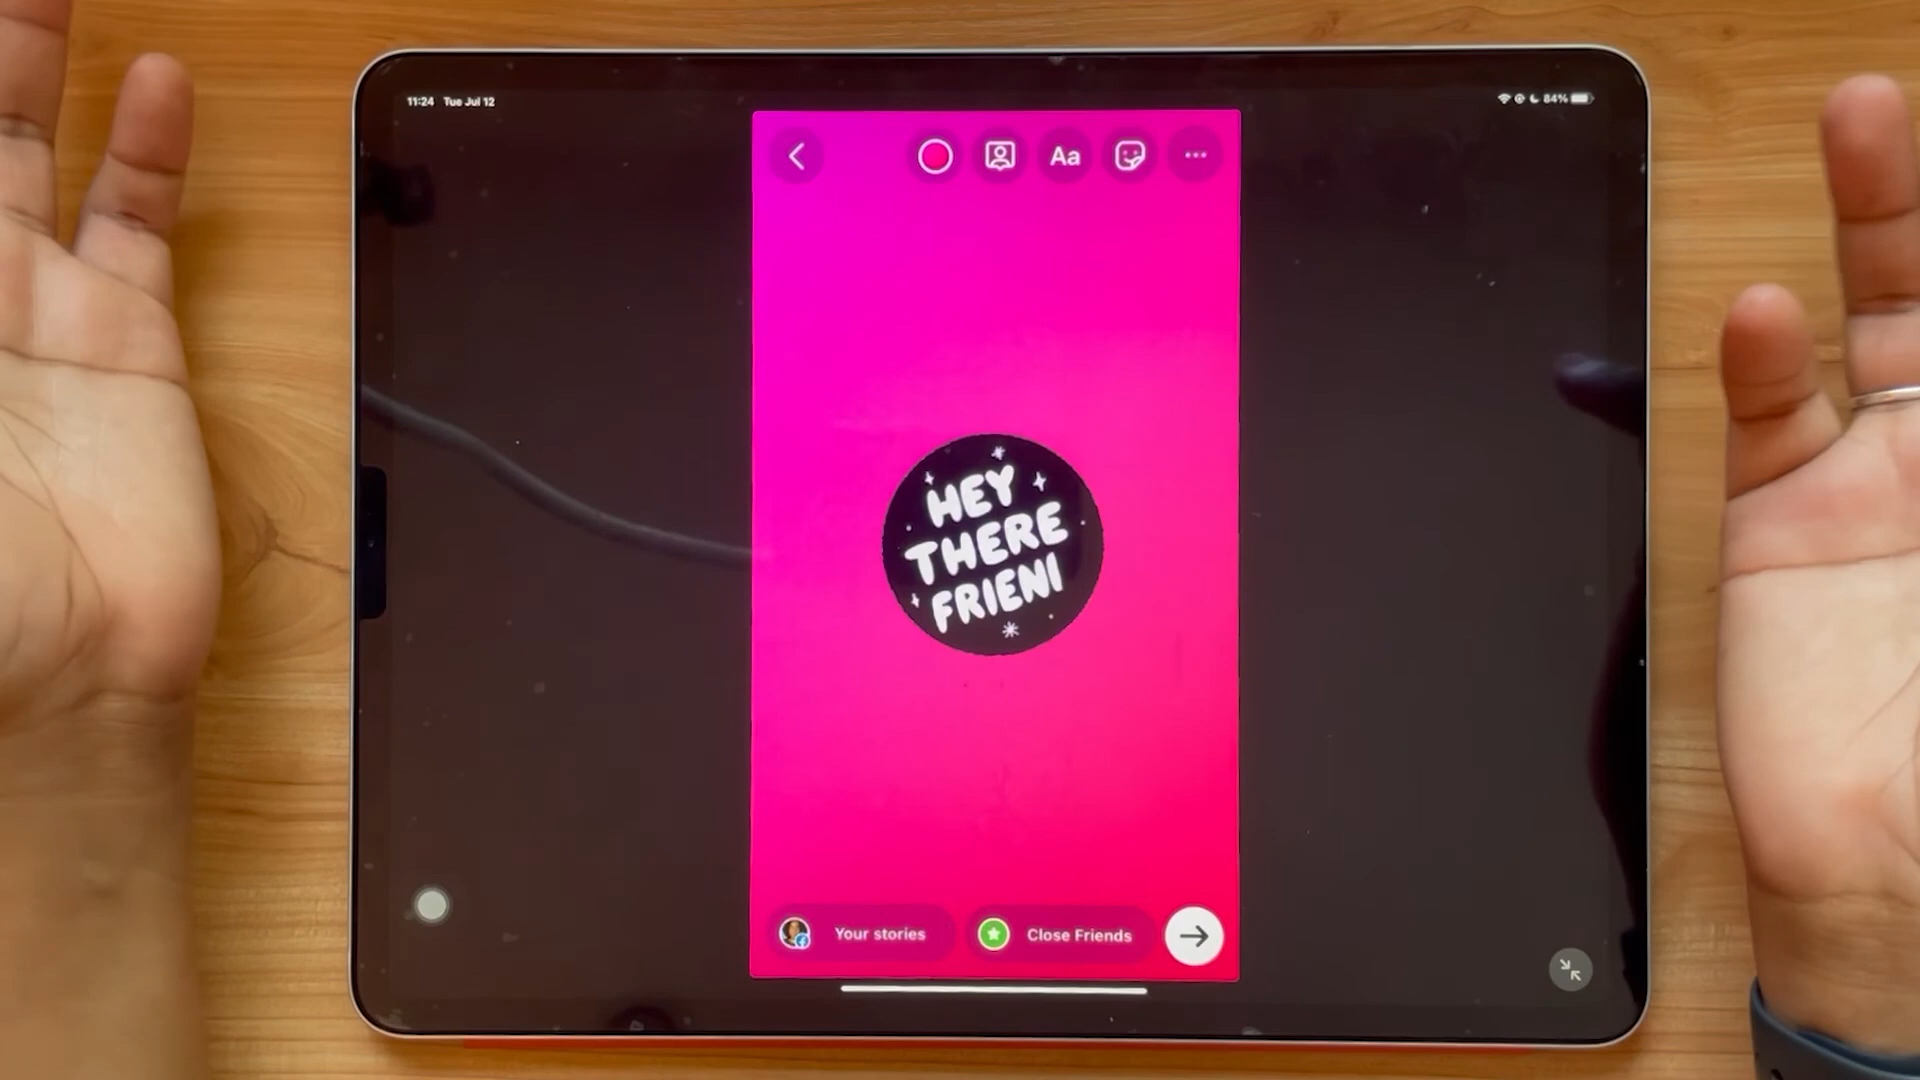 11:24 Tue Jul 12
84%
Aa
HEY
THERE
FRIENI
Your stories
Close Friends